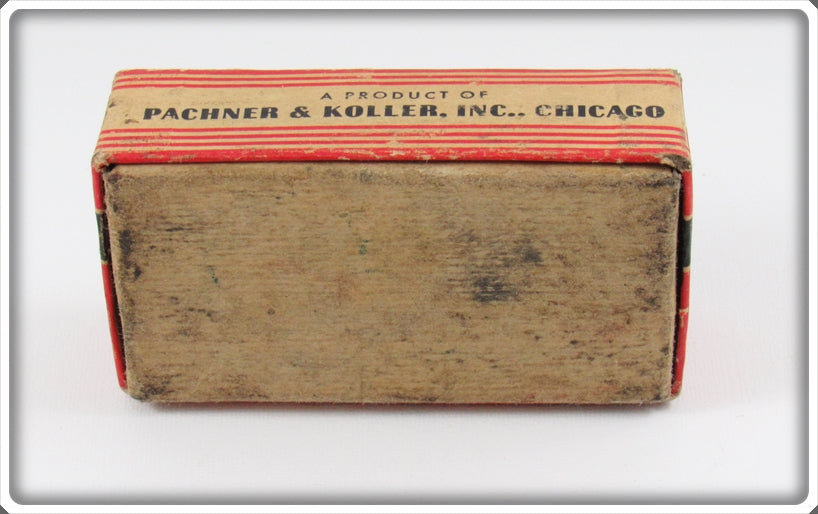 A PRODUCT OF
PACHNER & KOLLER, INC., CHICAGO